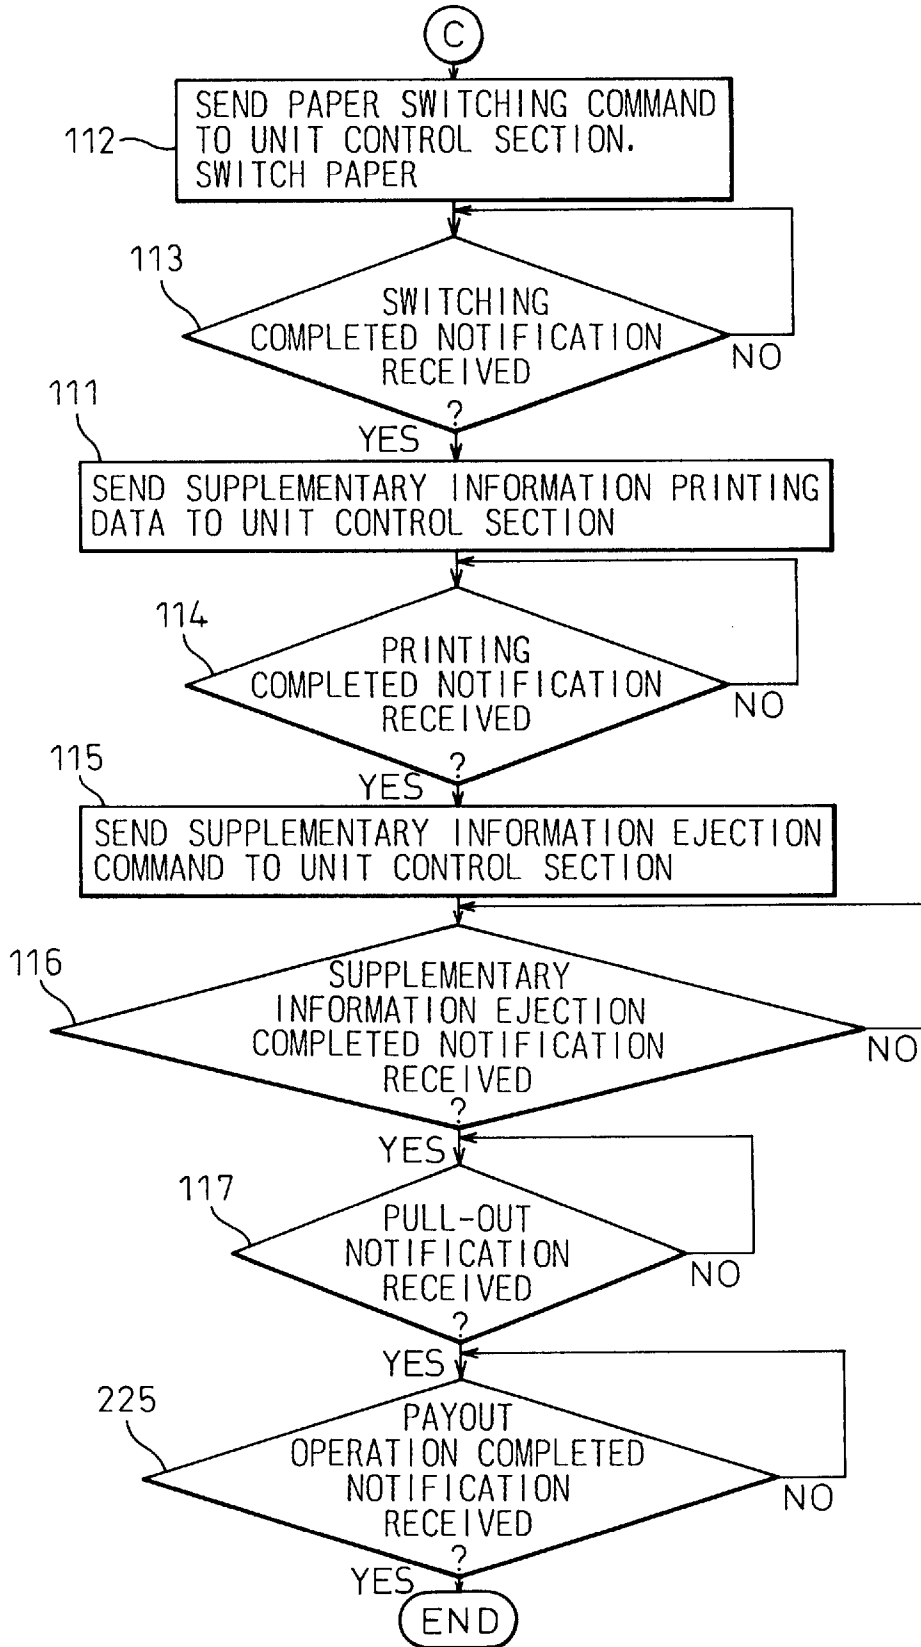 C
SEND PAPER SWITCHING COMMAND
TO UNIT CONTROL SECTION.
SWITCH PAPER
112
113
SWITCHING
COMPLETED NOTIFICATION
RECEIVED
?
NO
YES
111
SEND SUPPLEMENTARY INFORMATION PRINTING
DATA TO UNIT CONTROL SECTION
114
PRINTING
COMPLETED NOTIFICATION
RECEIVED
?
NO
YES
115
SEND SUPPLEMENTARY INFORMATION EJECTION
COMMAND TO UNIT CONTROL SECTION
116
SUPPLEMENTARY
INFORMATION EJECTION
COMPLETED NOTIFICATION
RECEIVED
?
NO
YES
117
PULL-OUT
NOTIFICATION
RECEIVED
?
NO
YES
225
PAYOUT
OPERATION COMPLETED
NOTIFICATION
RECEIVED
?
NO
YES
END